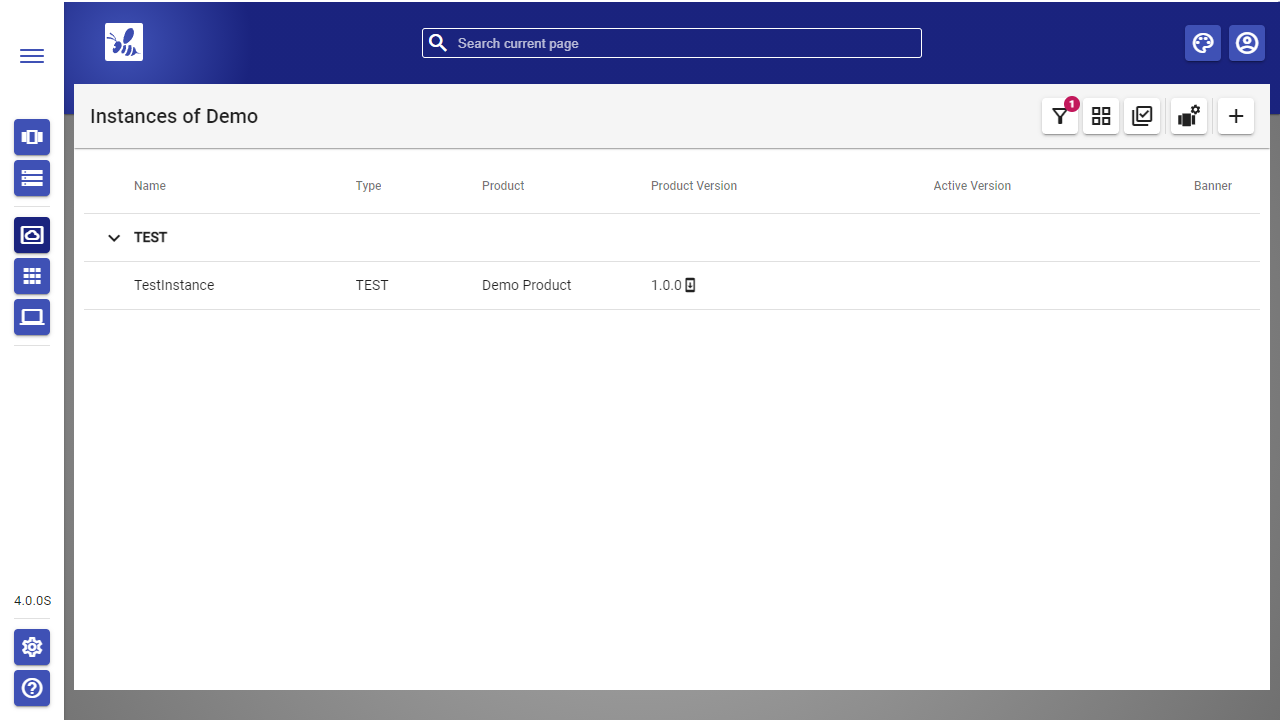 Search current page
Instances of Demo
1
Name Type Product Product Version Active Version Banner
TEST
TestInstance TEST Demo Product 1.0.0
4.0.0S